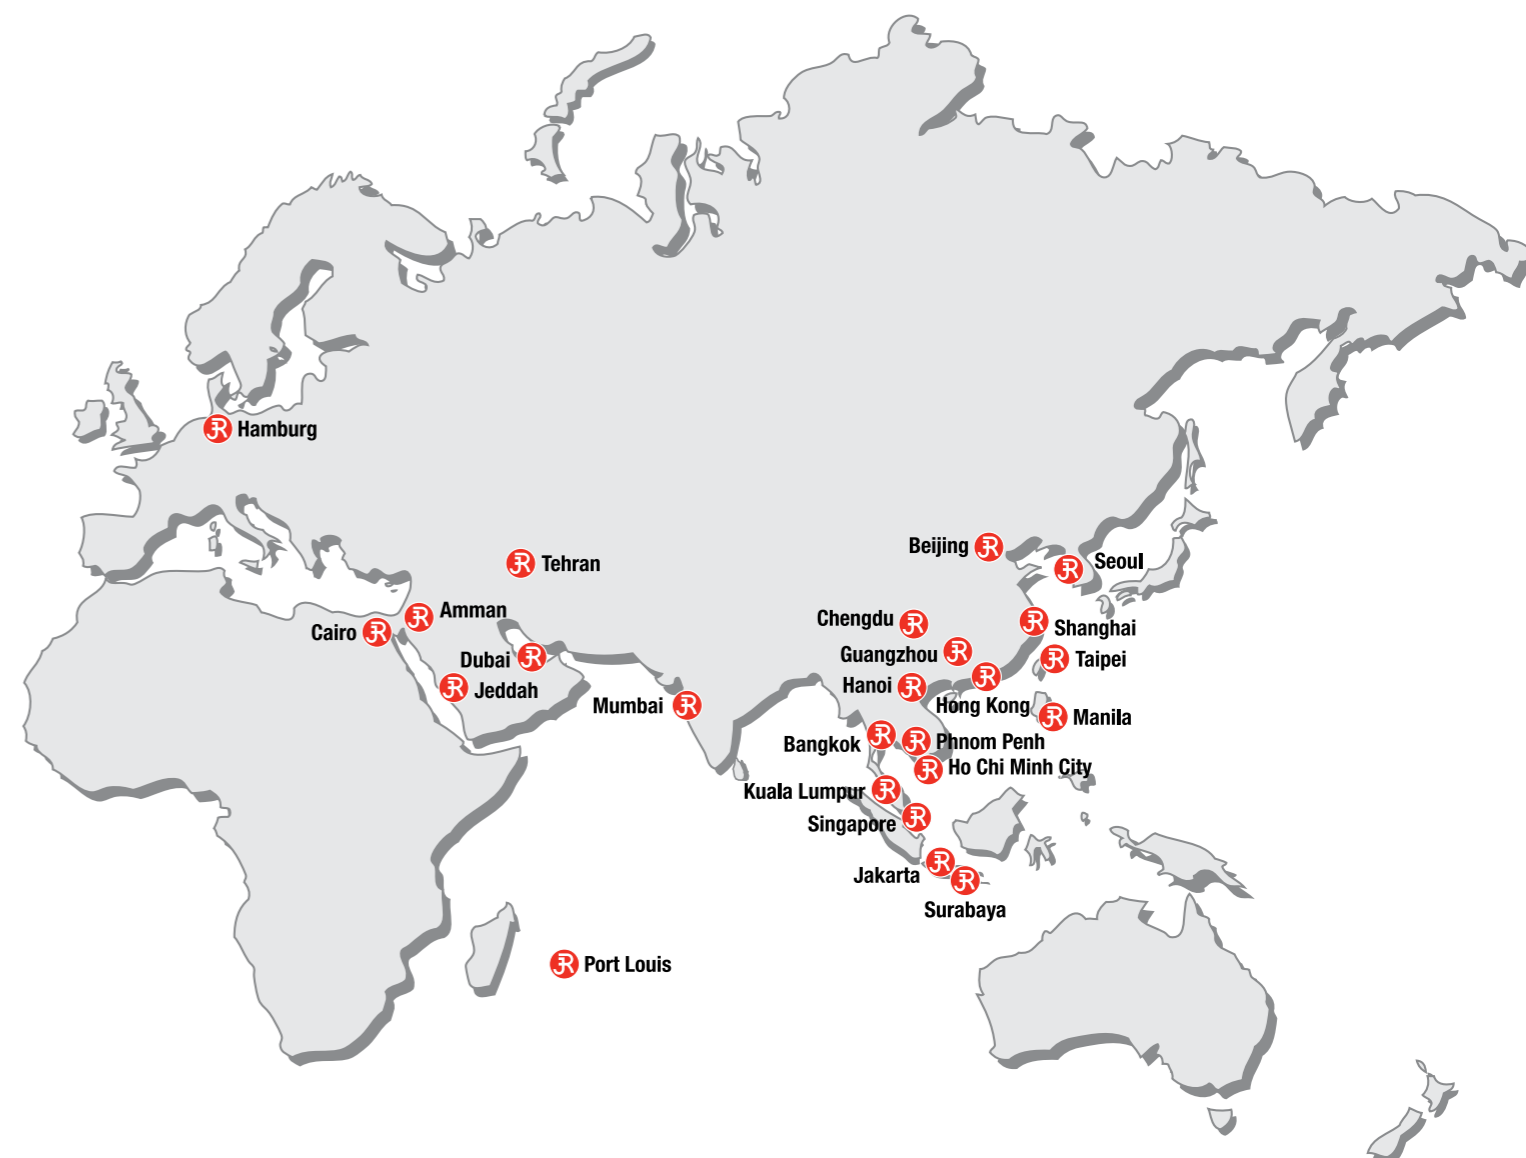 Hamburg
Beijing
Seoul
Tehran
Amman
Chengdu
Cairo
Shanghai
Guangzhou
Taipei
Dubai
Hanoi
Jeddah
Mumbai
Hong Kong
Manila
Bangkok
Phnom Penh
Ho Chi Minh City
Kuala Lumpur
Singapore
Jakarta
Surabaya
Port Louis